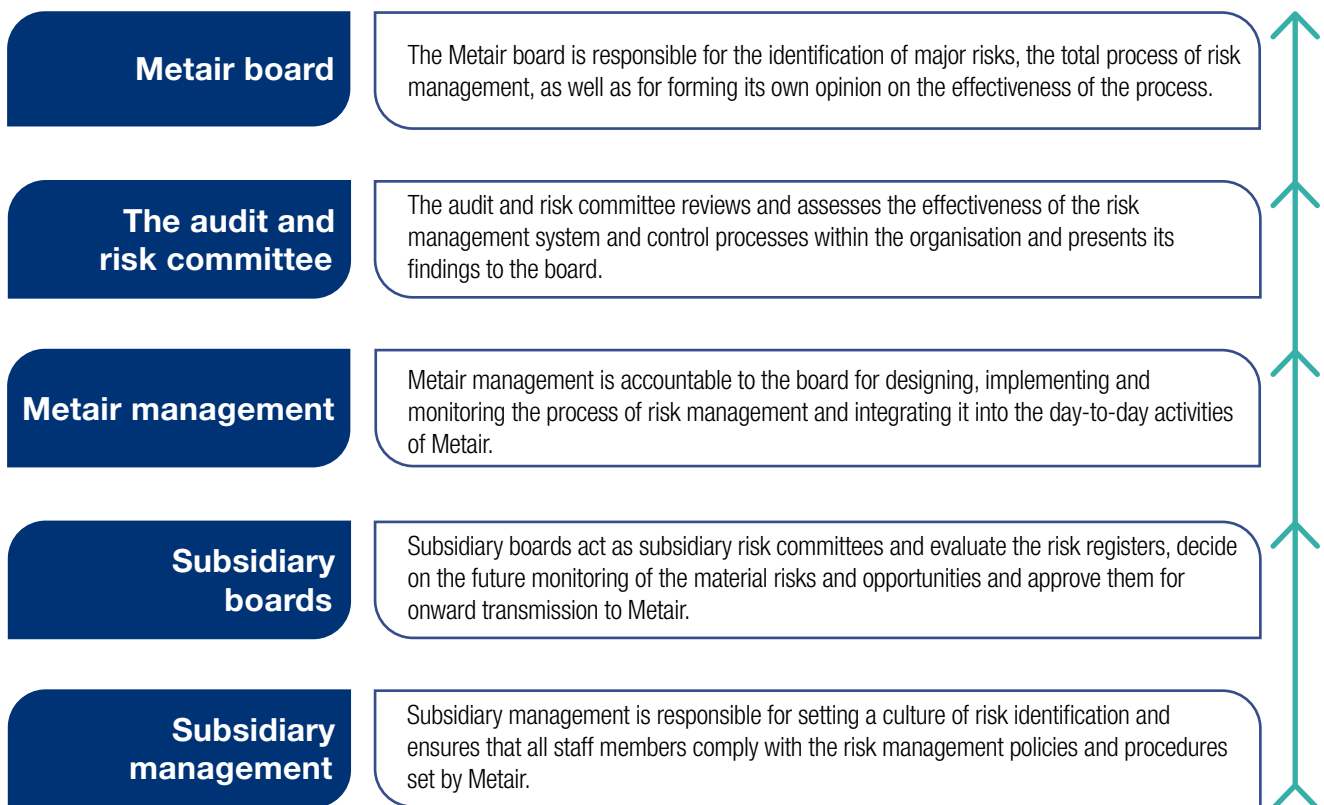 Metair board
The Metair board is responsible for the identification of major risks, the total process of risk
management, as well as for forming its own opinion on the effectiveness of the process.
The audit and
risk committee
The audit and risk committee reviews and assesses the effectiveness of the risk
management system and control processes within the organisation and presents its
findings to the board.
Metair management
Metair management is accountable to the board for designing, implementing and
monitoring the process of risk management and integrating it into the day-to-day activities
of Metair.
Subsidiary
boards
Subsidiary boards act as subsidiary risk committees and evaluate the risk registers, decide
on the future monitoring of the material risks and opportunities and approve them for
onward transmission to Metair.
Subsidiary
management
Subsidiary management is responsible for setting a culture of risk identification and
ensures that all staff members comply with the risk management policies and procedures
set by Metair.